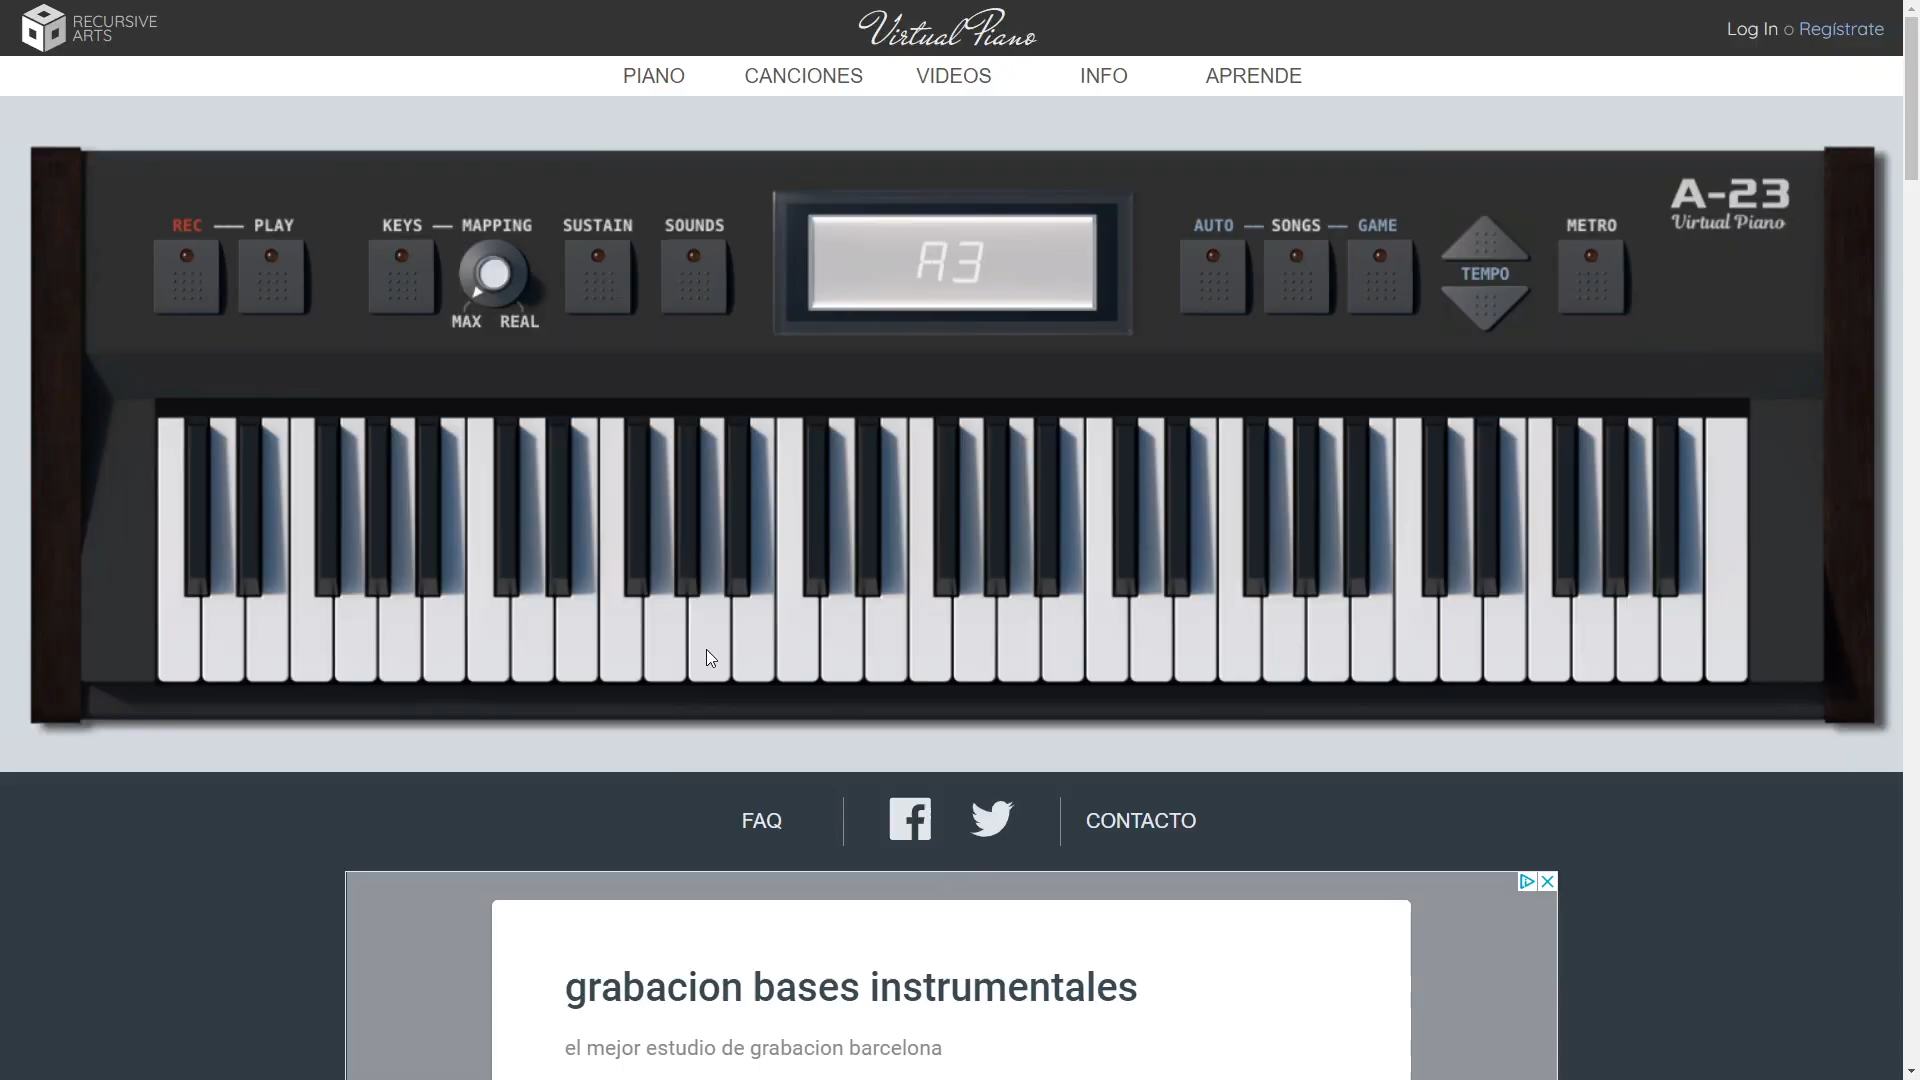 RECURSIVE
ARTS
Virtual Piano
Log In o Regístrate
PIANO CANCIONES VIDEOS INFO APRENDE
A-23
Virtual Piano
REC PLAY KEYS MAPPING SUSTAIN SOUNDS AUTO SONGS GAME METRO
A3
TEMPO
MAX REAL
FAQ CONTACTO
grabacion bases instrumentales
el mejor estudio de grabacion barcelona